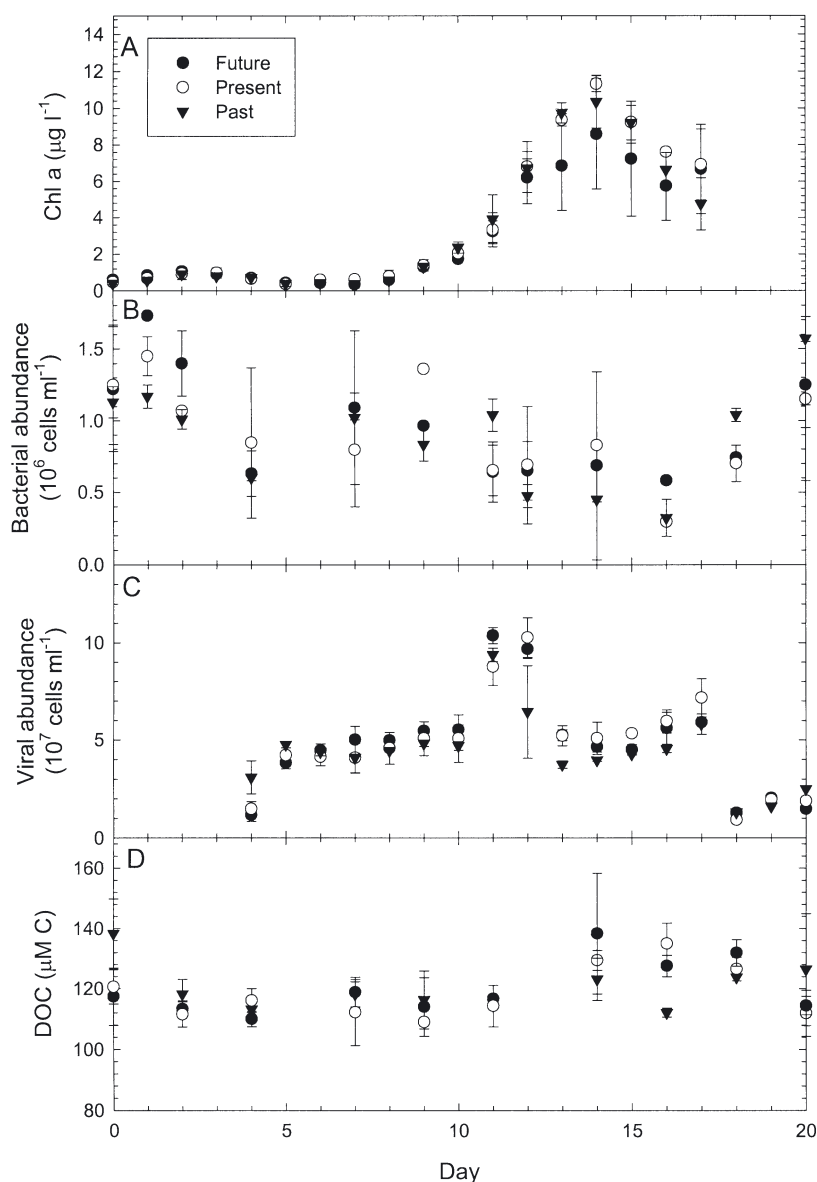 A
Future
Present
Past
14
12
10
8
6
4
2
0
Chl a (µg l⁻¹)
B
1.5
1.0
0.5
0.0
Bacterial abundance
(10⁶ cells ml⁻¹)
C
10
5
0
Viral abundance
(10⁷ cells ml⁻¹)
D
160
140
120
100
80
DOC (µM C)
0 5 10 15 20
Day